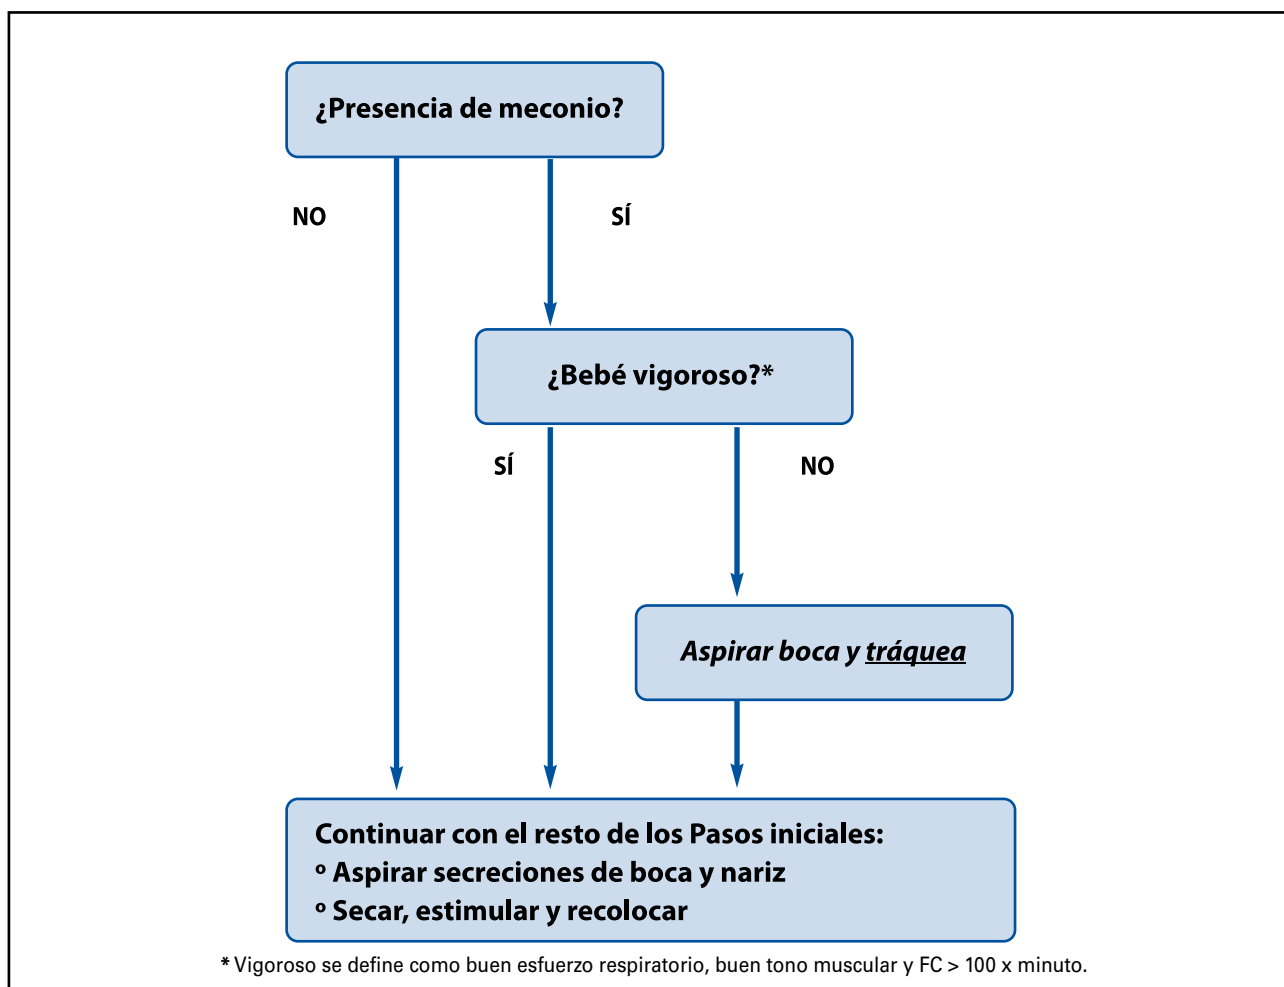 ¿Presencia de meconio?
NO
SÍ
¿Bebé vigoroso?*
SÍ
NO
Aspirar boca y tráquea
Continuar con el resto de los Pasos iniciales:
º Aspirar secreciones de boca y nariz
º Secar, estimular y recolocar
* Vigoroso se define como buen esfuerzo respiratorio, buen tono muscular y FC > 100 x minuto.